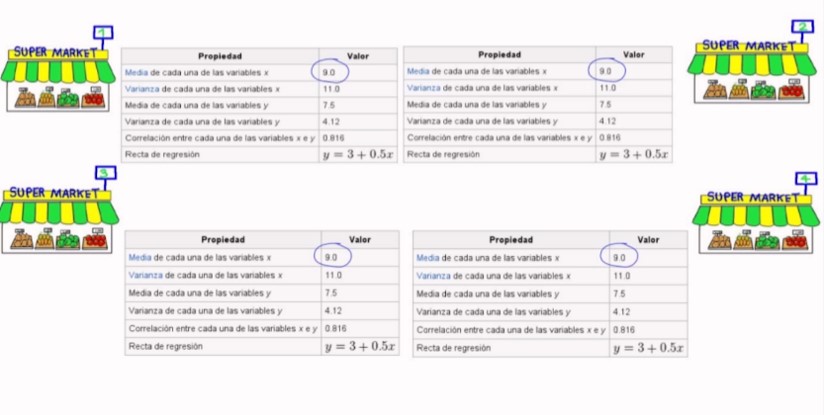 1
SUPER MARKET
Propiedad Valor
Media de cada una de las variables x 9.0
Varianza de cada una de las variables x 11.0
Media de cada una de las variables y 7.5
Varianza de cada una de las variables y 4.12
Correlación entre cada una de las variables x e y 0.816
Recta de regresión y = 3 + 0.5x
Propiedad Valor
Media de cada una de las variables x 9.0
Varianza de cada una de las variables x 11.0
Media de cada una de las variables y 7.5
Varianza de cada una de las variables y 4.12
Correlación entre cada una de las variables x e y 0.816
Recta de regresión y = 3 + 0.5x
2
SUPER MARKET
3
SUPER MARKET
Propiedad Valor
Media de cada una de las variables x 9.0
Varianza de cada una de las variables x 11.0
Media de cada una de las variables y 7.5
Varianza de cada una de las variables y 4.12
Correlación entre cada una de las variables x e y 0.816
Recta de regresión y = 3 + 0.5x
Propiedad Valor
Media de cada una de las variables x 9.0
Varianza de cada una de las variables x 11.0
Media de cada una de las variables y 7.5
Varianza de cada una de las variables y 4.12
Correlación entre cada una de las variables x e y 0.816
Recta de regresión y = 3 + 0.5x
4
SUPER MARKET